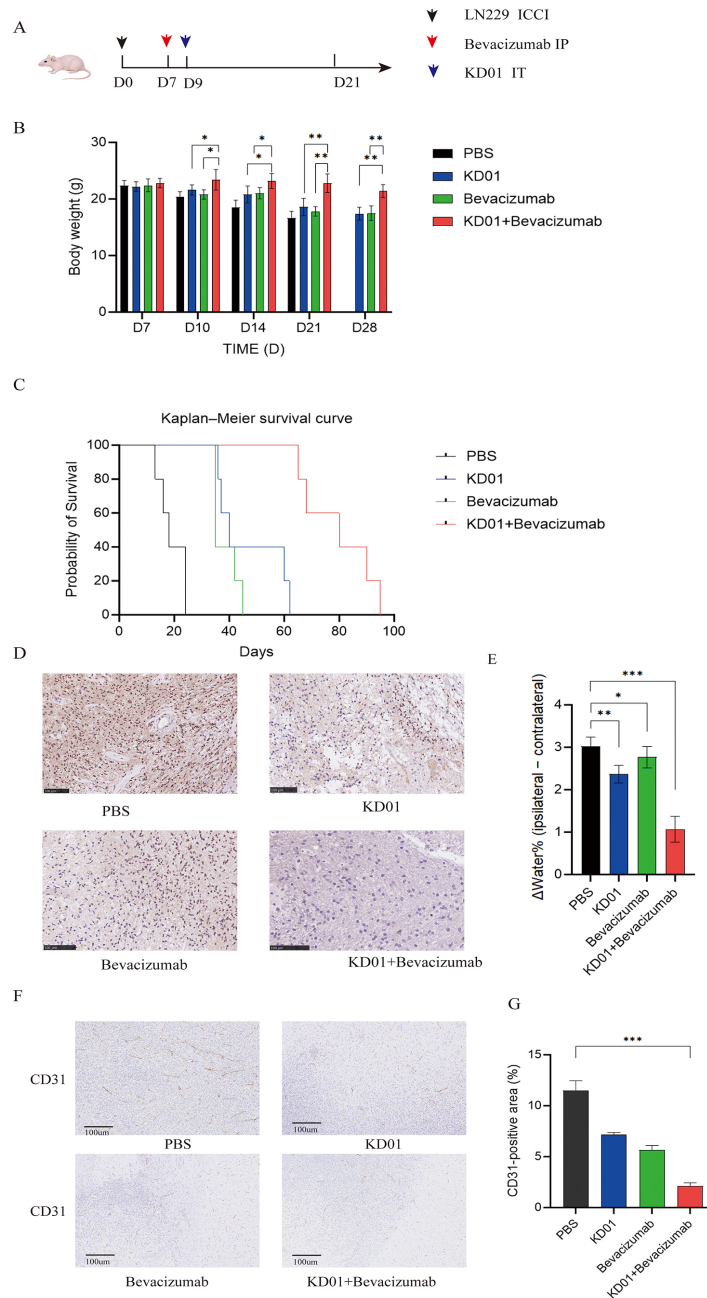 A
LN229 ICCI
Bevacizumab IP
KD01 IT
D0
D7
D9
D21
B
Body weight (g)
30
20
10
0
* * * * ** ** ** **
D7 D10 D14 D21 D28
TIME (D)
PBS
KD01
Bevacizumab
KD01+Bevacizumab
C
Kaplan–Meier survival curve
Probability of Survival
100
80
60
40
20
0
0 20 40 60 80 100
Days
PBS
KD01
Bevacizumab
KD01+Bevacizumab
D
PBS
KD01
Bevacizumab
KD01+Bevacizumab
E
ΔWater% (ipsilateral − contralateral)
4
3
2
1
0
***
*
**
PBS
KD01
Bevacizumab
KD01+Bevacizumab
F
CD31
100um
PBS
100um
KD01
CD31
100um
Bevacizumab
100um
KD01+Bevacizumab
G
CD31-positive area (%)
15
10
5
0
***
PBS
KD01
Bevacizumab
KD01+Bevacizumab